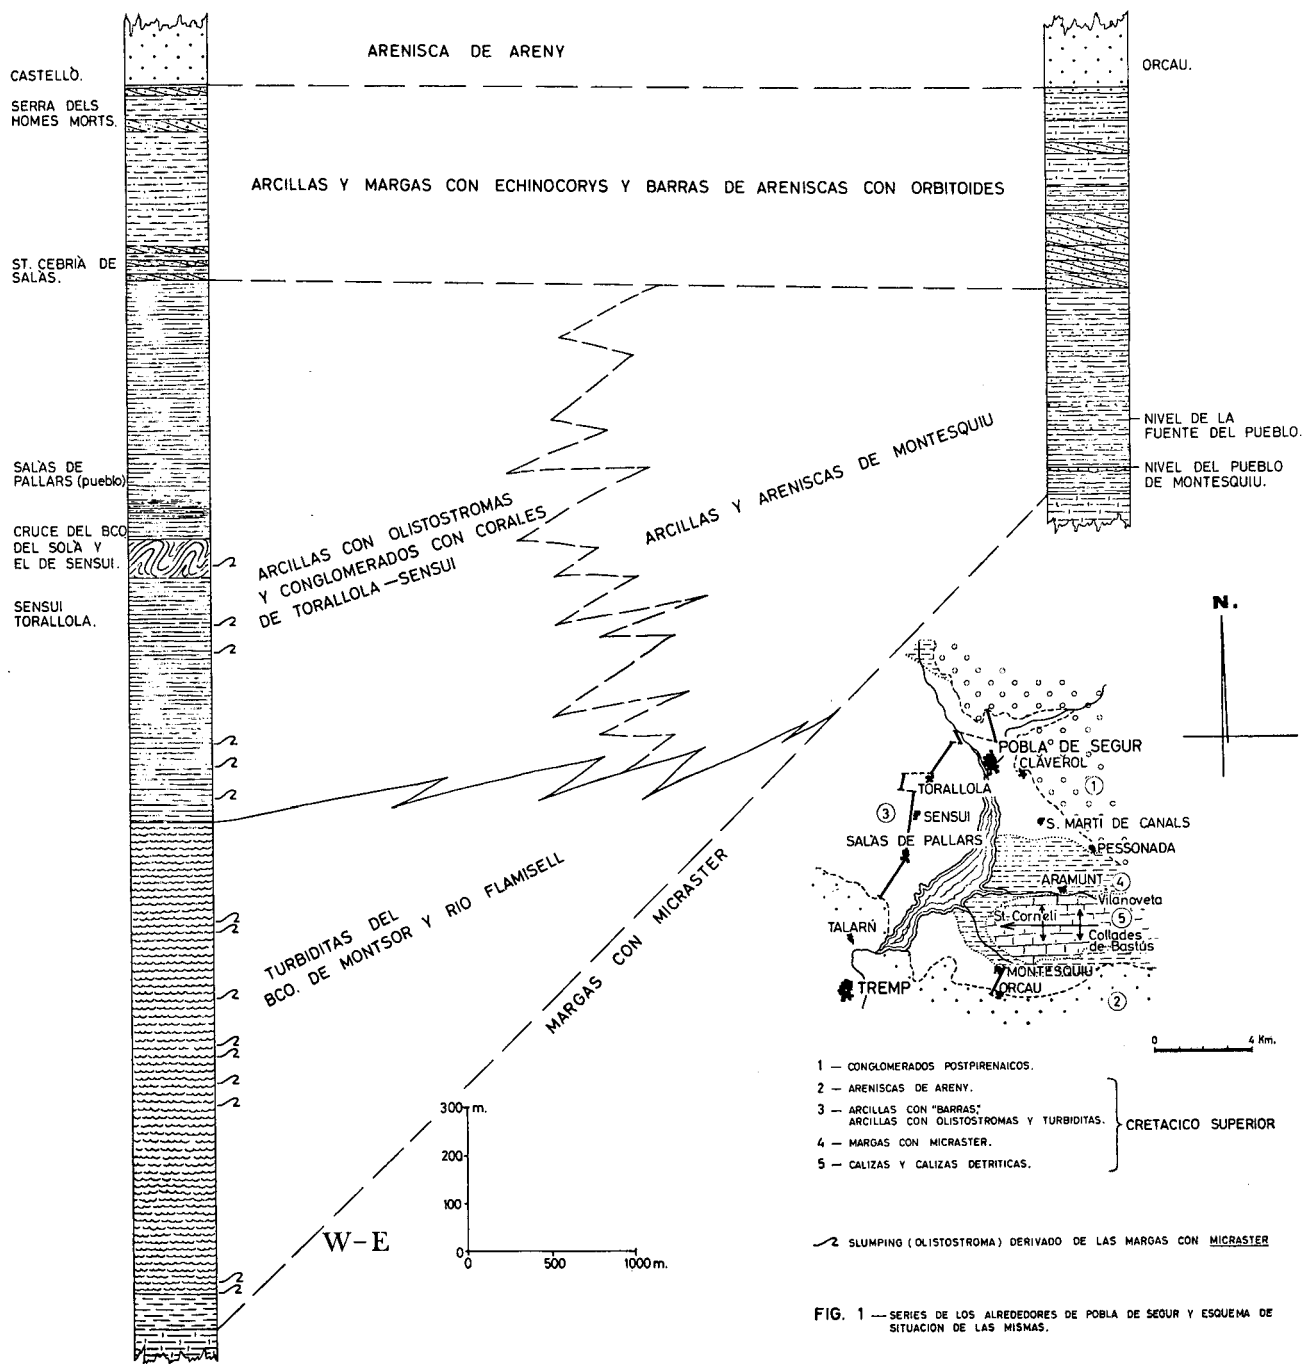 ARENISCA DE ARENY
CASTELLÒ.
SERRA DELS
HOMES MORTS.
ORCAU.
ARCILLAS Y MARGAS CON ECHINOCORYS Y BARRAS DE ARENISCAS CON ORBITOIDES
ST. CEBRIÀ DE
SALÀS.
SALÀS DE
PALLARS (pueblo)
CRUCE DEL BCO
DEL SOLÀ Y
EL DE SENSUI.
SENSUI
TORALLOLA.
NIVEL DE LA
FUENTE DEL PUEBLO.
NIVEL DEL PUEBLO
DE MONTESQUIU.
ARCILLAS CON OLISTOSTROMAS
Y CONGLOMERADOS CON CORALES
DE TORALLOLA — SENSUI
ARCILLAS Y ARENISCAS DE MONTESQUIU
TURBIDITAS DEL
BCO. DE MONTSOR Y RIO FLAMISELL
MARGAS CON MICRASTER
N.
POBLA DE SEGUR
CLAVEROL
TORALLOLA
1
3
SENSUI
S. MARTÍ DE CANALS
SALÀS DE PALLARS
PESSONADA
ARAMUNT
4
Vilanoveta
St. Corneli
5
TALARN
Collades
de Bastús
MONTESQUIU
TREMP
ORCAU
2
0 4 Km.
1 — CONGLOMERADOS POSTPIRENAICOS.
2 — ARENISCAS DE ARENY.
3 — ARCILLAS CON "BARRAS",
ARCILLAS CON OLISTOSTROMAS Y TURBIDITAS.
CRETACICO SUPERIOR
4 — MARGAS CON MICRASTER.
5 — CALIZAS Y CALIZAS DETRITICAS.
300 m.
200
100
0
0 500 1000 m.
W-E
SLUMPING (OLISTOSTROMA) DERIVADO DE LAS MARGAS CON MICRASTER
FIG. 1 — SERIES DE LOS ALREDEDORES DE POBLA DE SEGUR Y ESQUEMA DE
SITUACION DE LAS MISMAS.